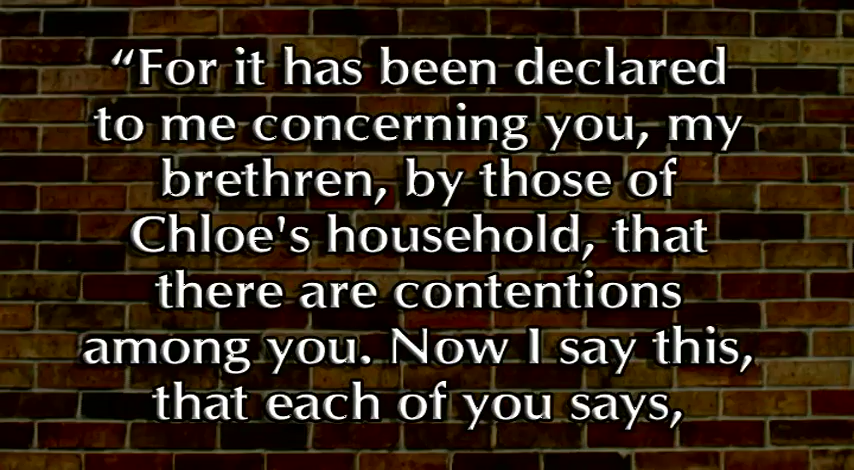 “For it has been declared
to me concerning you, my
brethren, by those of
Chloe's household, that
there are contentions
among you. Now I say this,
that each of you says,